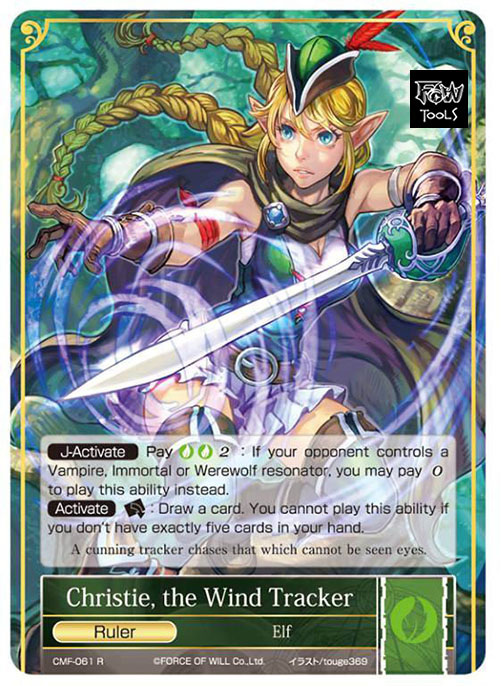 FOW
TOOLS
J-Activate Pay 2 : If your opponent controls a
Vampire, Immortal or Werewolf resonator, you may pay 0
to play this ability instead.
Activate : Draw a card. You cannot play this ability if
you don't have exactly five cards in your hand.
A cunning tracker chases that which cannot be seen eyes.
Christie, the Wind Tracker
Ruler Elf
CMF-061 R ©FORCE OF WILL Co.,Ltd. イラスト/touge369